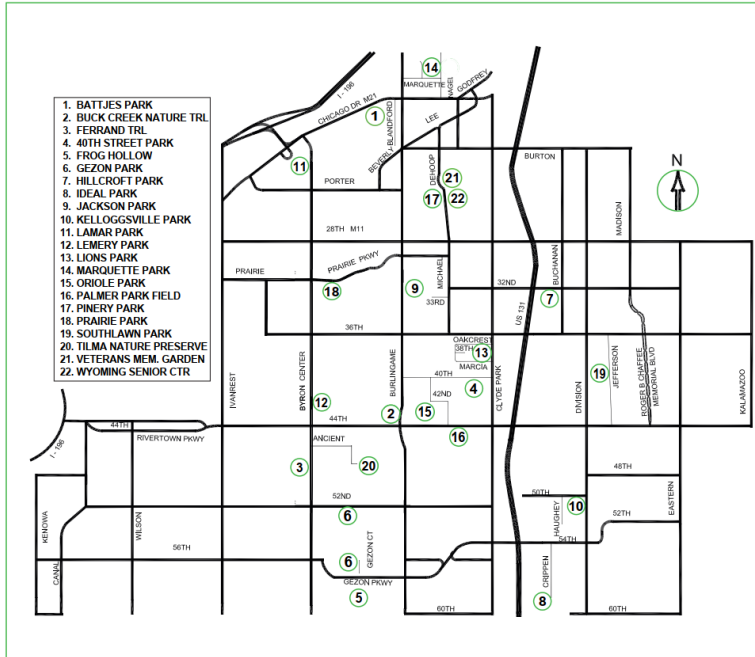 1. BATTJES PARK
2. BUCK CREEK NATURE TRL
3. FERRAND TRL
4. 40TH STREET PARK
5. FROG HOLLOW
6. GEZON PARK
7. HILLCROFT PARK
8. IDEAL PARK
9. JACKSON PARK
10. KELLOGGSVILLE PARK
11. LAMAR PARK
12. LEMERY PARK
13. LIONS PARK
14. MARQUETTE PARK
15. ORIOLE PARK
16. PALMER PARK FIELD
17. PINERY PARK
18. PRAIRIE PARK
19. SOUTHLAWN PARK
20. TILMA NATURE PRESERVE
21. VETERANS MEM. GARDEN
22. WYOMING SENIOR CTR
14
MARQUETTE
NAGEL
GODFREY
I - 196
CHICAGO DR M21
1
BEVERLY-BLANDFORD
LEE
N
11
PORTER
DEHOOP
21
17
22
BURTON
MADISON
28TH M11
PRAIRIE
PRAIRIE PKWY
18
9
MICHAEL
33RD
32ND
US 131
BUCHANAN
7
36TH
OAKCREST
38TH
13
MARCIA
40TH
4
42ND
15
CLYDE PARK
IVANREST
BYRON CENTER
12
BURLINGAME
2
DIVISION
19
JEFFERSON
ROGER B CHAFFEE
MEMORIAL BLVD
KALAMAZOO
44TH
RIVERTOWN PKWY
44TH
16
I - 196
ANCIENT
3
20
48TH
52ND
6
50TH
HAUGHEY
10
52TH
EASTERN
54TH
KENOWA
WILSON
CANAL
56TH
6
GEZON CT
GEZON PKWY
5
CRIPPEN
8
60TH
60TH